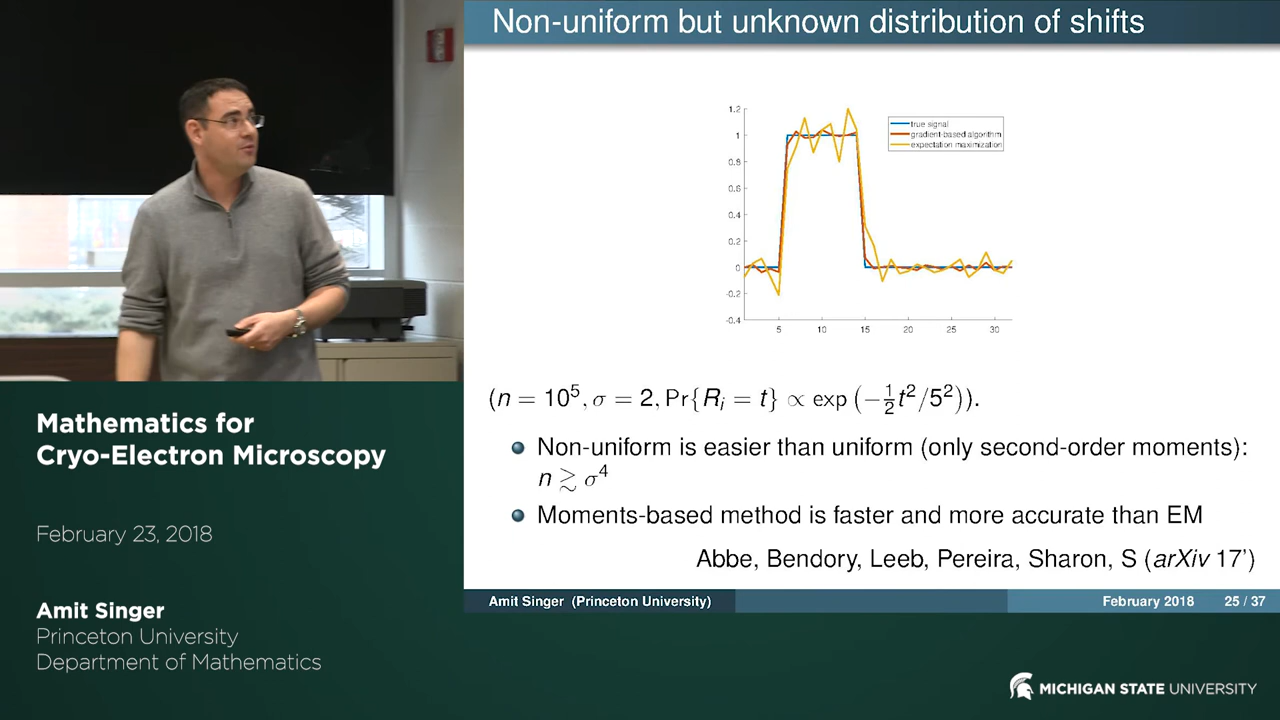 Non-uniform but unknown distribution of shifts
1.2
1
0.8
0.6
0.4
0.2
0
-0.2
-0.4
5
10
15
20
25
30
true signal
gradient-based algorithm
expectation maximization
(n = 10⁵, σ = 2, Pr{Rᵢ = t} ∝ exp (−½t²/5²)).
Non-uniform is easier than uniform (only second-order moments):
n ≳ σ⁴
Moments-based method is faster and more accurate than EM
Abbe, Bendory, Leeb, Pereira, Sharon, S (arXiv 17')
Amit Singer (Princeton University)
February 2018
25 / 37
Mathematics for
Cryo-Electron Microscopy
February 23, 2018
Amit Singer
Princeton University
Department of Mathematics
MICHIGAN STATE UNIVERSITY